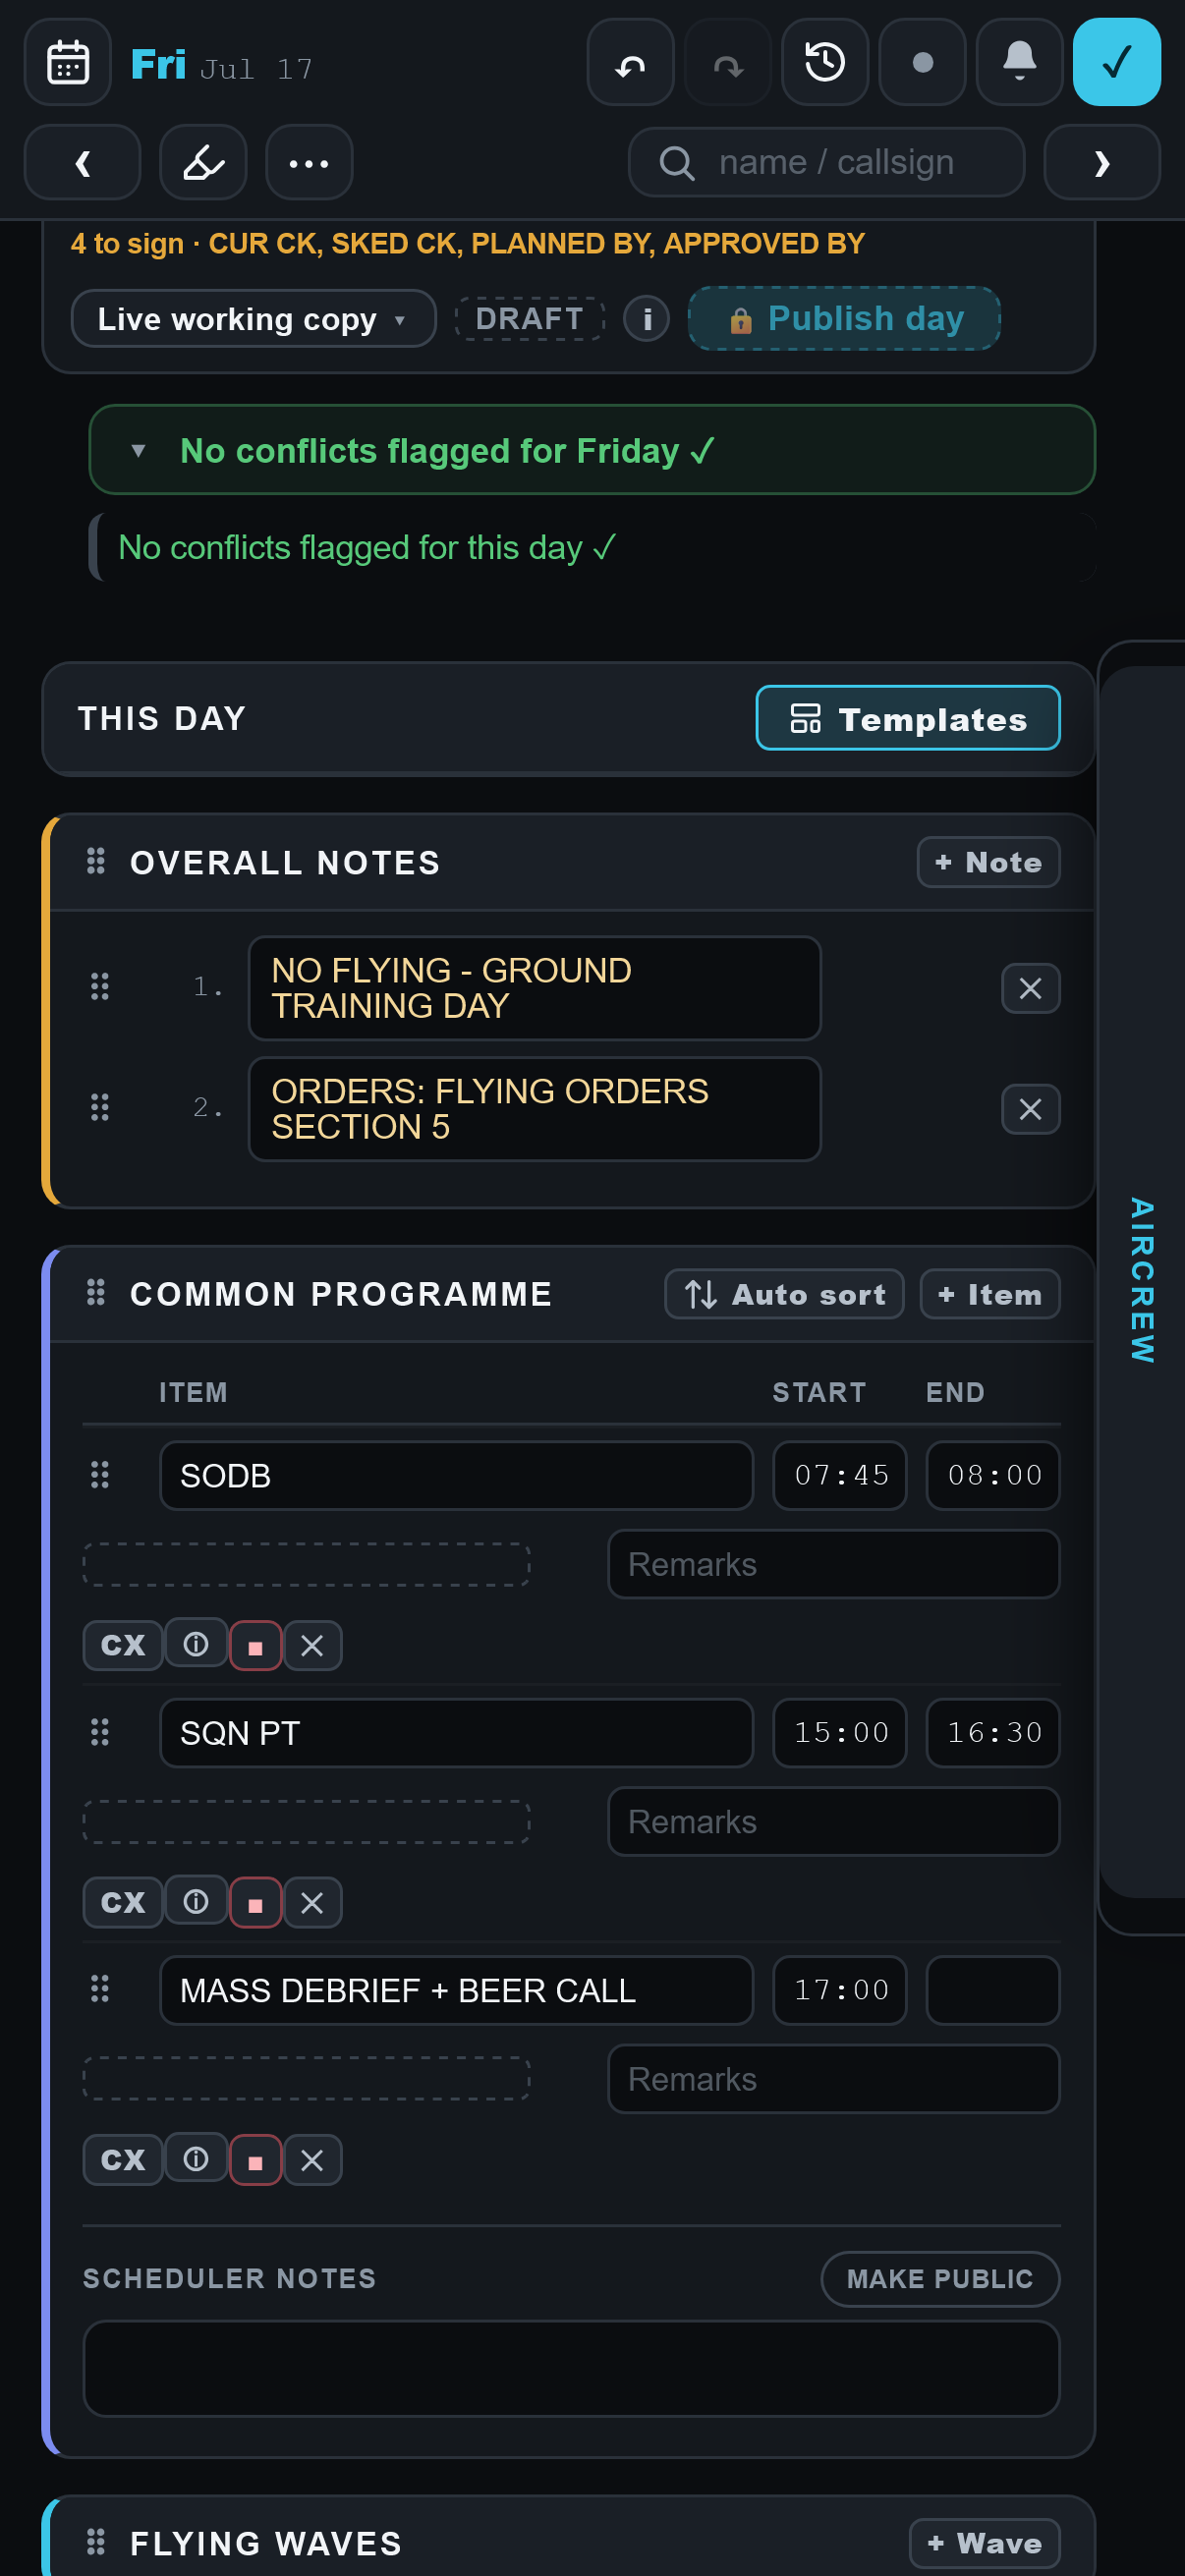 Fri Jul 17
name / callsign
4 to sign · CUR CK, SKED CK, PLANNED BY, APPROVED BY
Live working copy
DRAFT
i
Publish day
No conflicts flagged for Friday ✓
No conflicts flagged for this day ✓
THIS DAY
Templates
OVERALL NOTES
+ Note
1.
NO FLYING - GROUND
TRAINING DAY
2.
ORDERS: FLYING ORDERS
SECTION 5
AIRCREW
COMMON PROGRAMME
Auto sort
+ Item
ITEM START END
SODB 07:45 08:00
Remarks
CX
SQN PT 15:00 16:30
Remarks
CX
MASS DEBRIEF + BEER CALL 17:00
Remarks
CX
SCHEDULER NOTES
MAKE PUBLIC
FLYING WAVES
+ Wave